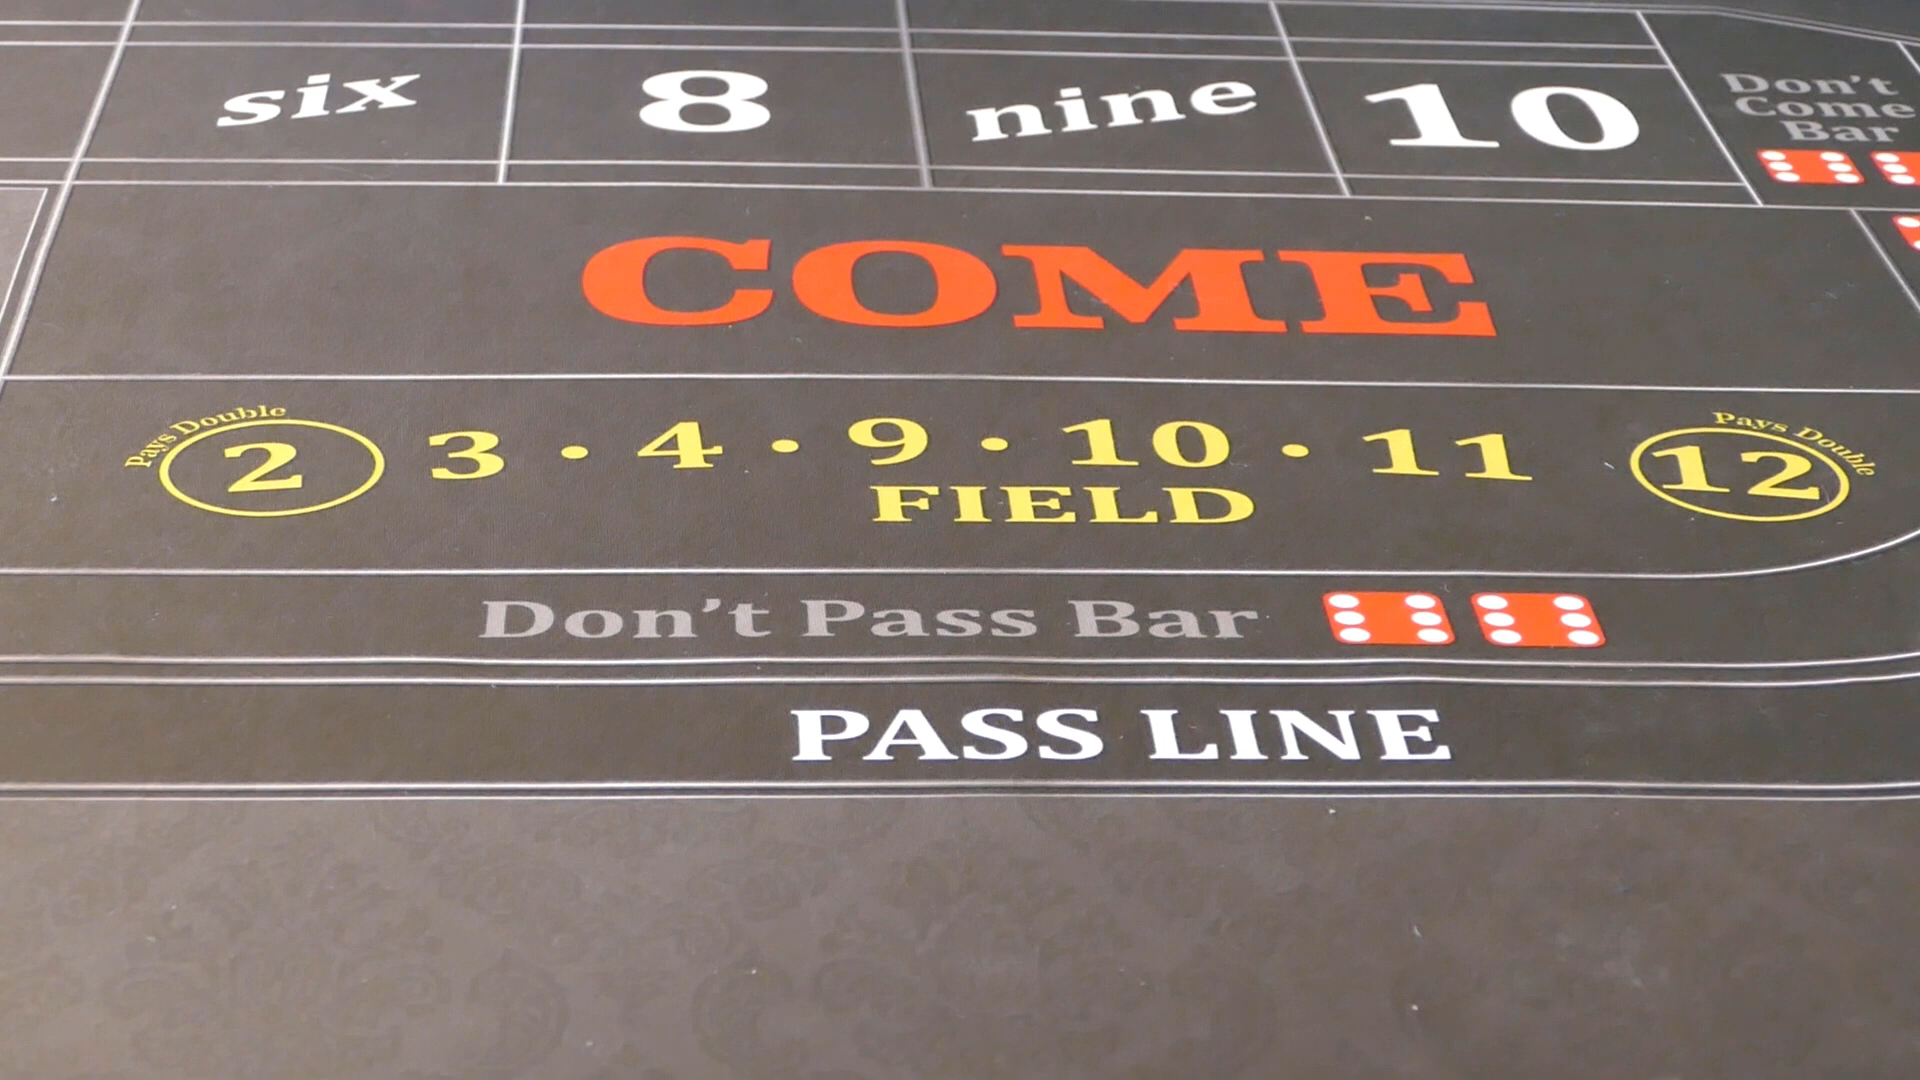 six 8 nine 10
Don't
Come
Bar
COME
Pays Double
2 3 • 4 • 9 • 10 • 11
Pays Double
12
FIELD
Don't Pass Bar
PASS LINE